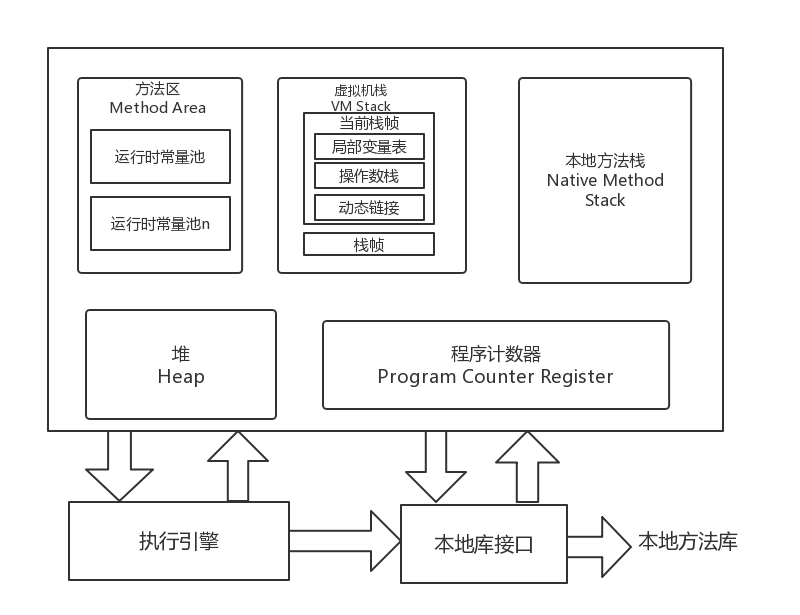 方法区
Method Area
运行时常量池
运行时常量池n
虚拟机栈
VM Stack
当前栈帧
局部变量表
操作数栈
动态链接
栈帧
本地方法栈
Native Method
Stack
堆
Heap
程序计数器
Program Counter Register
执行引擎
本地库接口
本地方法库